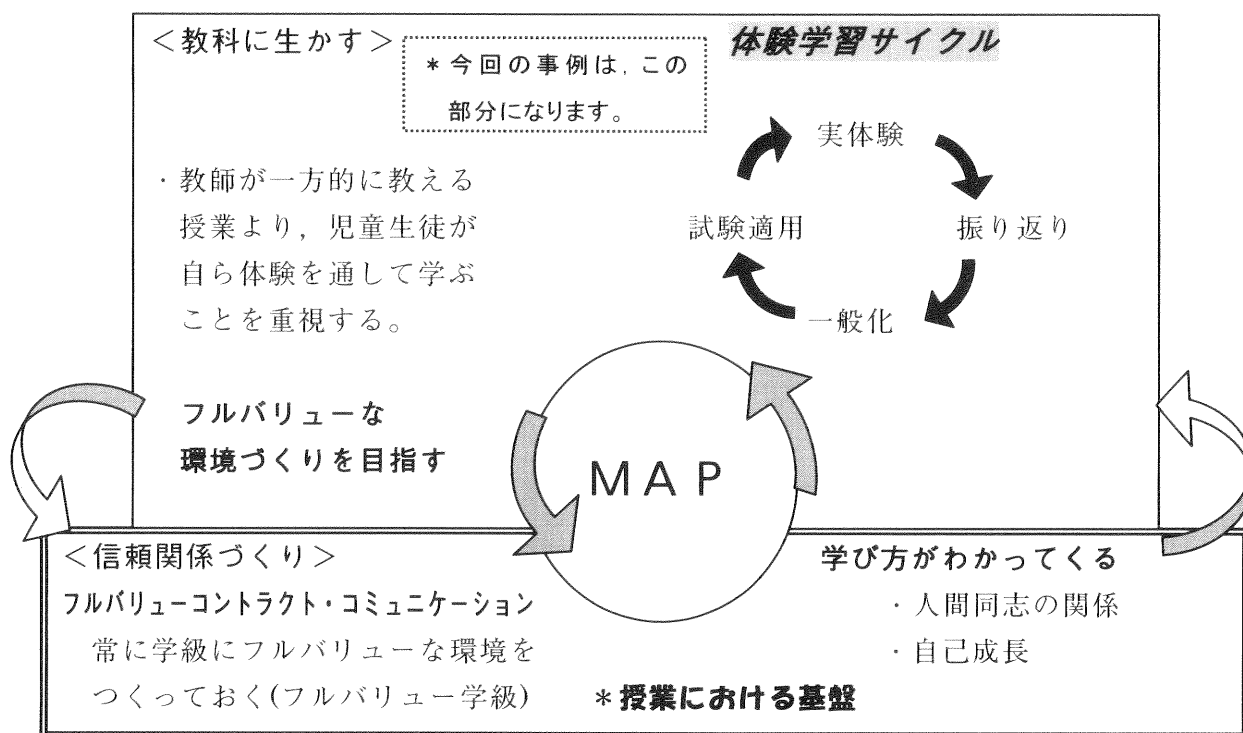 ＜教科に生かす＞
＊今回の事例は，この
部分になります。
体験学習サイクル
実体験
振り返り
一般化
試験適用
・教師が一方的に教える
授業より，児童生徒が
自ら体験を通して学ぶ
ことを重視する。
フルバリューな
環境づくりを目指す
ＭＡＰ
＜信頼関係づくり＞
フルバリューコントラクト・コミュニケーション
常に学級にフルバリューな環境を
つくっておく(フルバリュー学級)
＊授業における基盤
学び方がわかってくる
・人間同志の関係
・自己成長